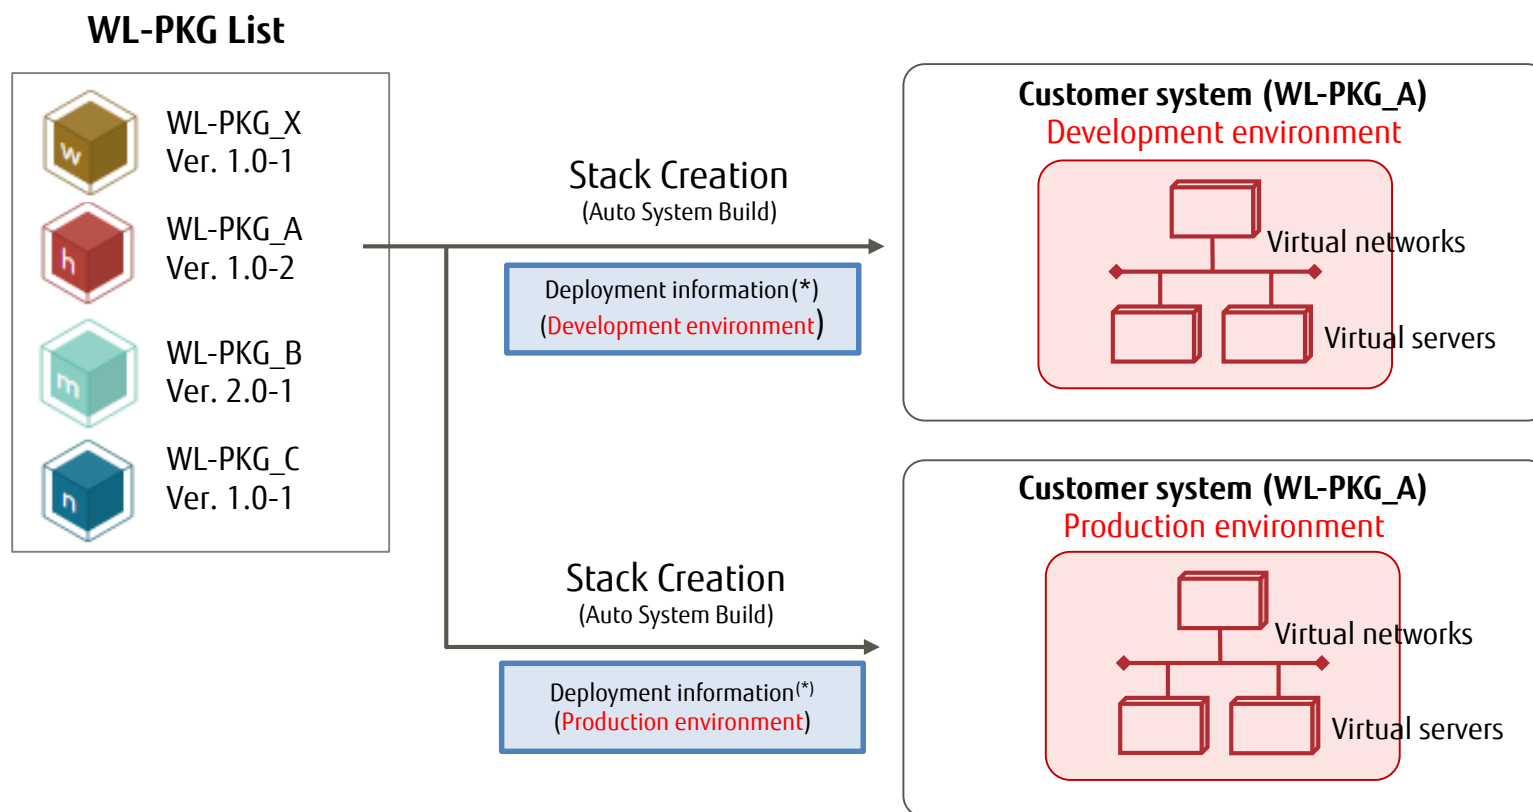 WL-PKG List
w
WL-PKG_X
Ver. 1.0-1
h
WL-PKG_A
Ver. 1.0-2
m
WL-PKG_B
Ver. 2.0-1
n
WL-PKG_C
Ver. 1.0-1
Stack Creation
(Auto System Build)
Deployment information(*)
(Development environment)
Customer system (WL-PKG_A)
Development environment
Virtual networks
Virtual servers
Stack Creation
(Auto System Build)
Deployment information(*)
(Production environment)
Customer system (WL-PKG_A)
Production environment
Virtual networks
Virtual servers